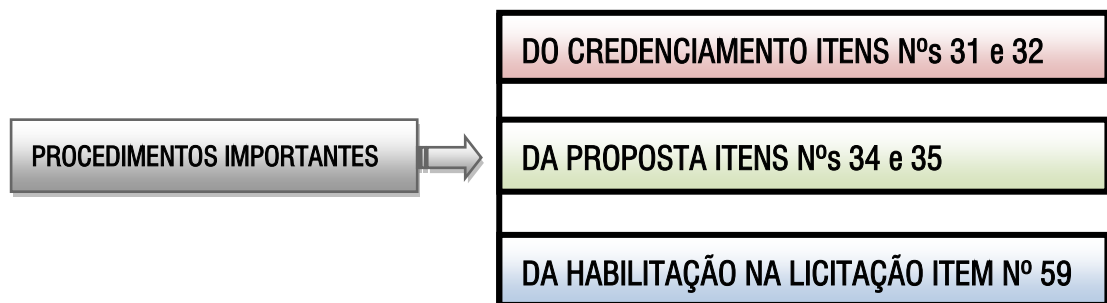 DO CREDENCIAMENTO ITENS Nºs 31 e 32
PROCEDIMENTOS IMPORTANTES
DA PROPOSTA ITENS Nºs 34 e 35
DA HABILITAÇÃO NA LICITAÇÃO ITEM Nº 59